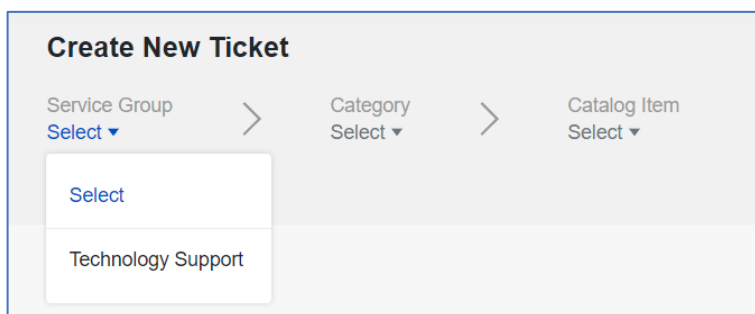 Create New Ticket
Service Group
Category
Catalog Item
Select
Select
Select
Select
Technology Support